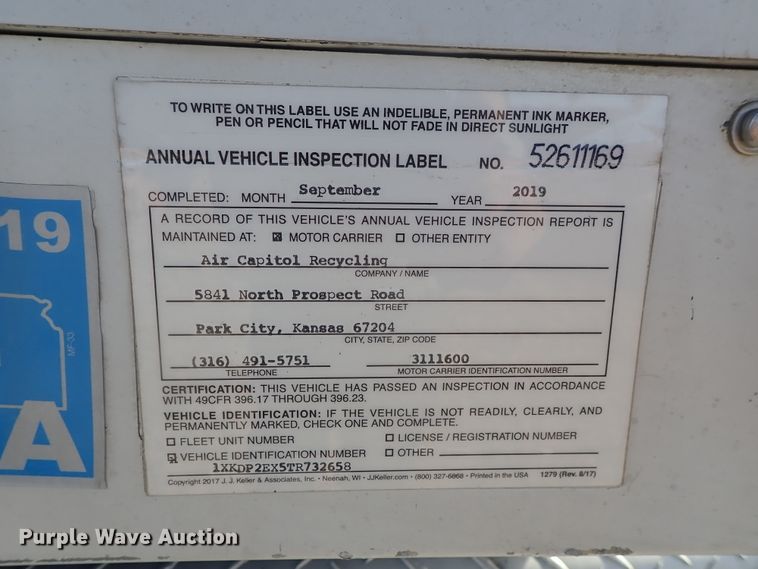 TO WRITE ON THIS LABEL USE AN INDELIBLE, PERMANENT INK MARKER,
PEN OR PENCIL THAT WILL NOT FADE IN DIRECT SUNLIGHT
ANNUAL VEHICLE INSPECTION LABEL NO. 52611169
COMPLETED: MONTH September YEAR 2019
A RECORD OF THIS VEHICLE'S ANNUAL VEHICLE INSPECTION REPORT IS
MAINTAINED AT: ☒ MOTOR CARRIER ☐ OTHER ENTITY
Air Capitol Recycling
COMPANY / NAME
5841 North Prospect Road
STREET
Park City, Kansas 67204
CITY, STATE, ZIP CODE
(316) 491-5751 3111600
TELEPHONE MOTOR CARRIER IDENTIFICATION NUMBER
CERTIFICATION: THIS VEHICLE HAS PASSED AN INSPECTION IN ACCORDANCE
WITH 49CFR 396.17 THROUGH 396.23.
VEHICLE IDENTIFICATION: IF THE VEHICLE IS NOT READILY, CLEARLY, AND
PERMANENTLY MARKED, CHECK ONE AND COMPLETE.
☐ FLEET UNIT NUMBER ☐ LICENSE / REGISTRATION NUMBER
☒ VEHICLE IDENTIFICATION NUMBER ☐ OTHER
1XKDP2EX5TR732658
Copyright 2017 J. J. Keller & Associates, Inc. • Neenah, WI • JJKeller.com • (800) 327-6868 • Printed in the USA 1279 (Rev. 8/17)
19
MF-33
A
Purple Wave Auction